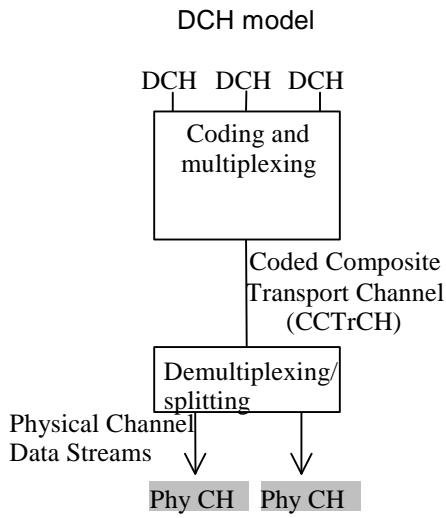 DCH model
DCH DCH DCH
Coding and
multiplexing
Coded Composite
Transport Channel
(CCTrCH)
Demultiplexing/
splitting
Physical Channel
Data Streams
Phy CH Phy CH